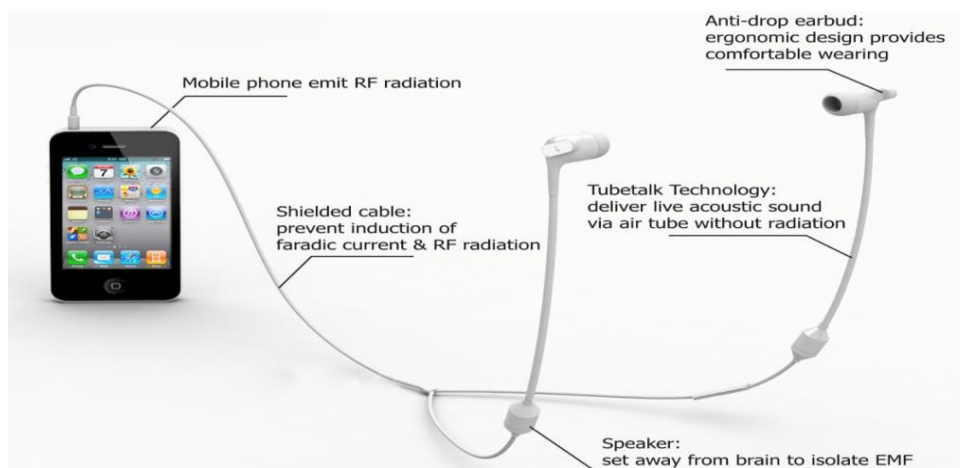 Anti-drop earbud:
ergonomic design provides
comfortable wearing
Mobile phone emit RF radiation
Tubetalk Technology:
deliver live acoustic sound
via air tube without radiation
Shielded cable:
prevent induction of
faradic current & RF radiation
7
L
Speaker:
set away from brain to isolate EMF